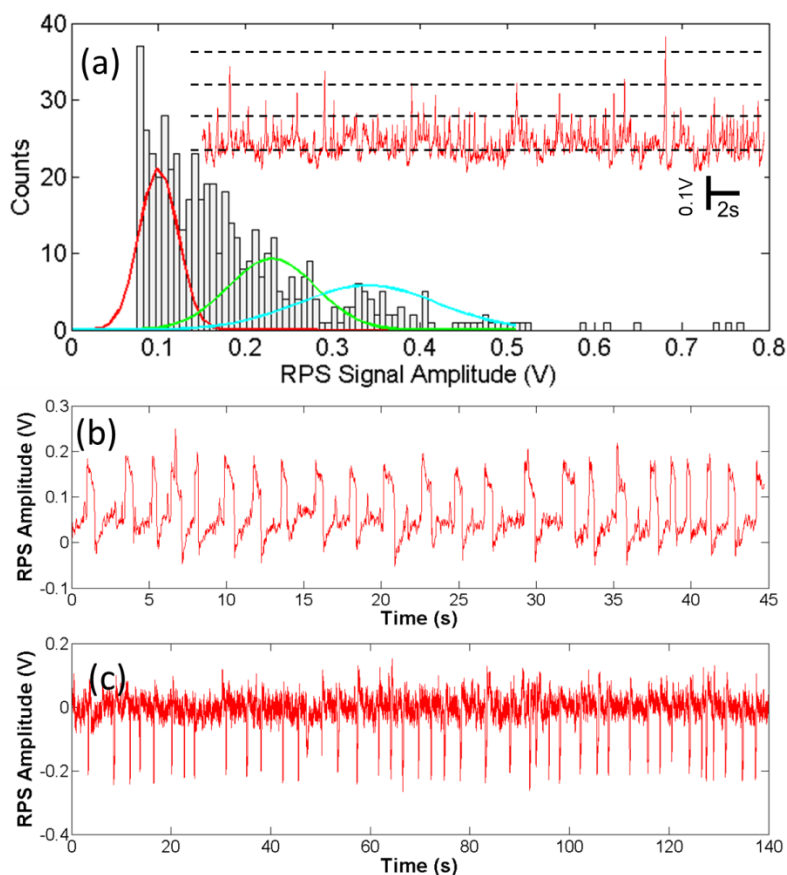 (a)
40
30
20
10
0
Counts
0.1V
2s
0 0.1 0.2 0.3 0.4 0.5 0.6 0.7 0.8
RPS Signal Amplitude (V)
(b)
0.3
0.2
0.1
0
-0.1
RPS Amplitude (V)
0 5 10 15 20 25 30 35 40 45
Time (s)
(c)
0.2
0
-0.2
-0.4
RPS Amplitude (V)
0 20 40 60 80 100 120 140
Time (s)